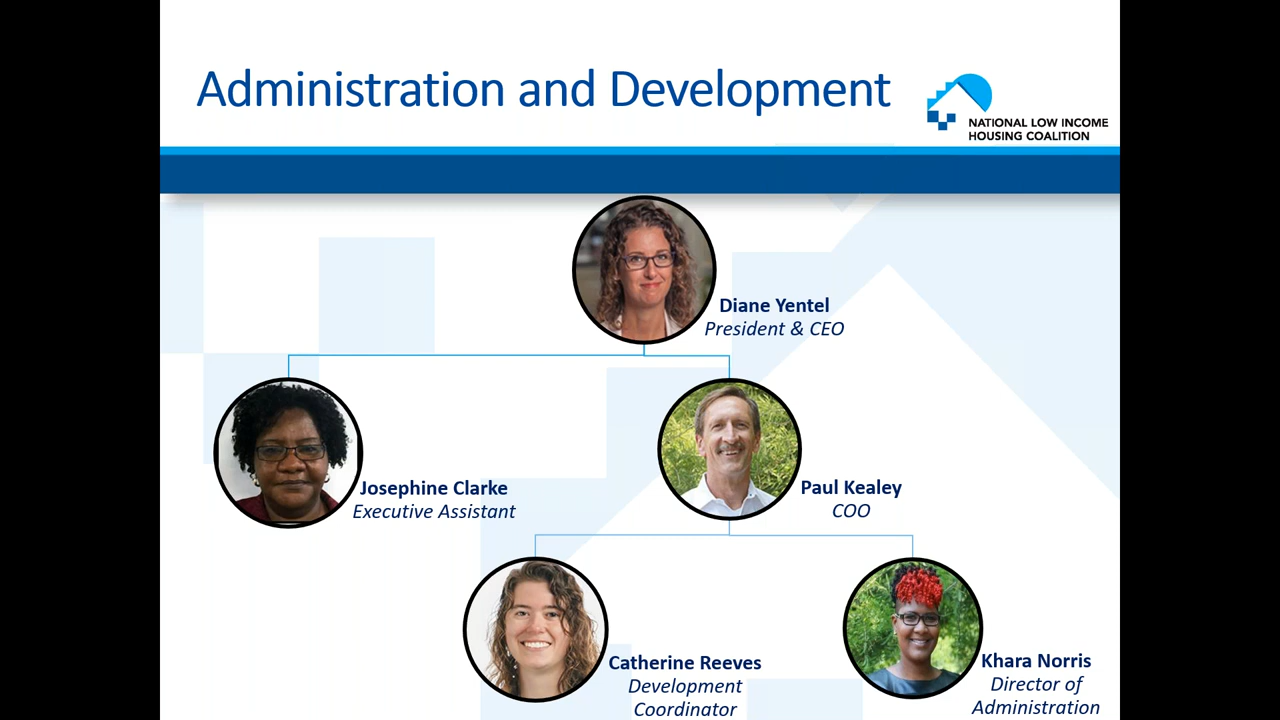 Administration and Development
NATIONAL LOW INCOME
HOUSING COALITION
Diane Yentel
President & CEO
Josephine Clarke
Executive Assistant
Paul Kealey
COO
Catherine Reeves
Development
Coordinator
Khara Norris
Director of
Administration